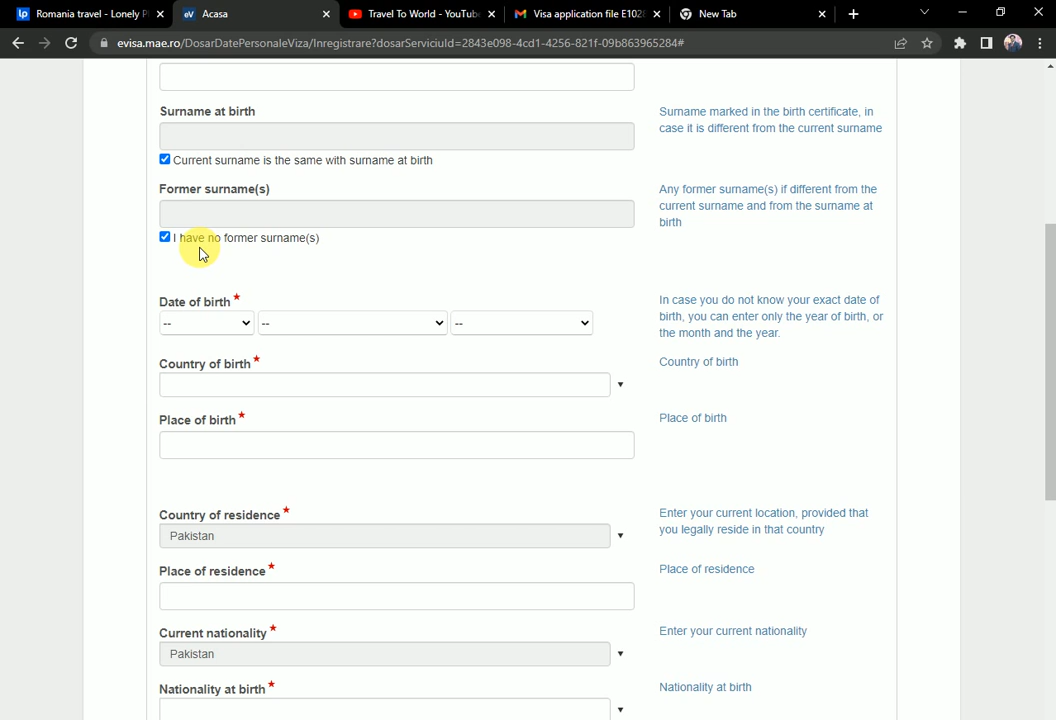 Romania travel - Lonely P
Acasa
Travel To World - YouTub
Visa application file E102
New Tab
evisa.mae.ro/DosarDatePersonaleViza/Inregistrare?dosarServiciuId=2843e098-4cd1-4256-821f-09b863965284#
Surname at birth
Surname marked in the birth certificate, in
case it is different from the current surname
Current surname is the same with surname at birth
Former surname(s)
Any former surname(s) if different from the
current surname and from the surname at
birth
I have no former surname(s)
Date of birth*
In case you do not know your exact date of
birth, you can enter only the year of birth, or
the month and the year.
-- -- --
Country of birth*
Country of birth
Place of birth*
Place of birth
Country of residence*
Enter your current location, provided that
you legally reside in that country
Pakistan
Place of residence*
Place of residence
Current nationality*
Enter your current nationality
Pakistan
Nationality at birth*
Nationality at birth